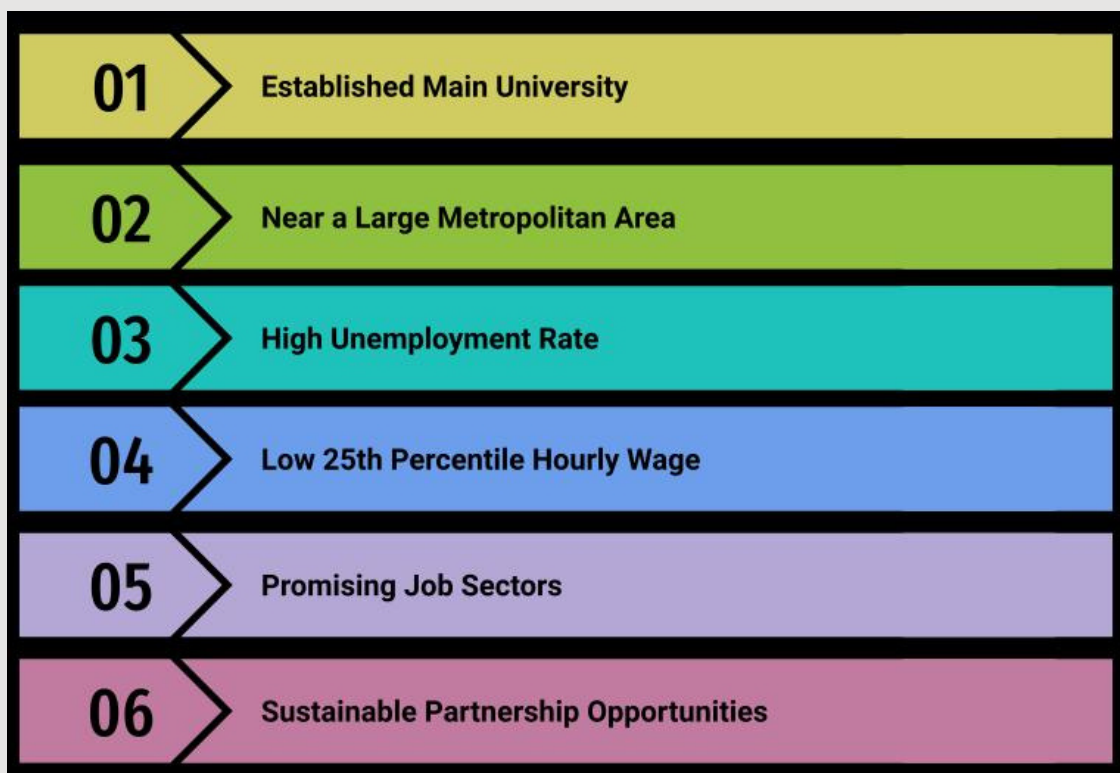 01 Established Main University
02 Near a Large Metropolitan Area
03 High Unemployment Rate
04 Low 25th Percentile Hourly Wage
05 Promising Job Sectors
06 Sustainable Partnership Opportunities